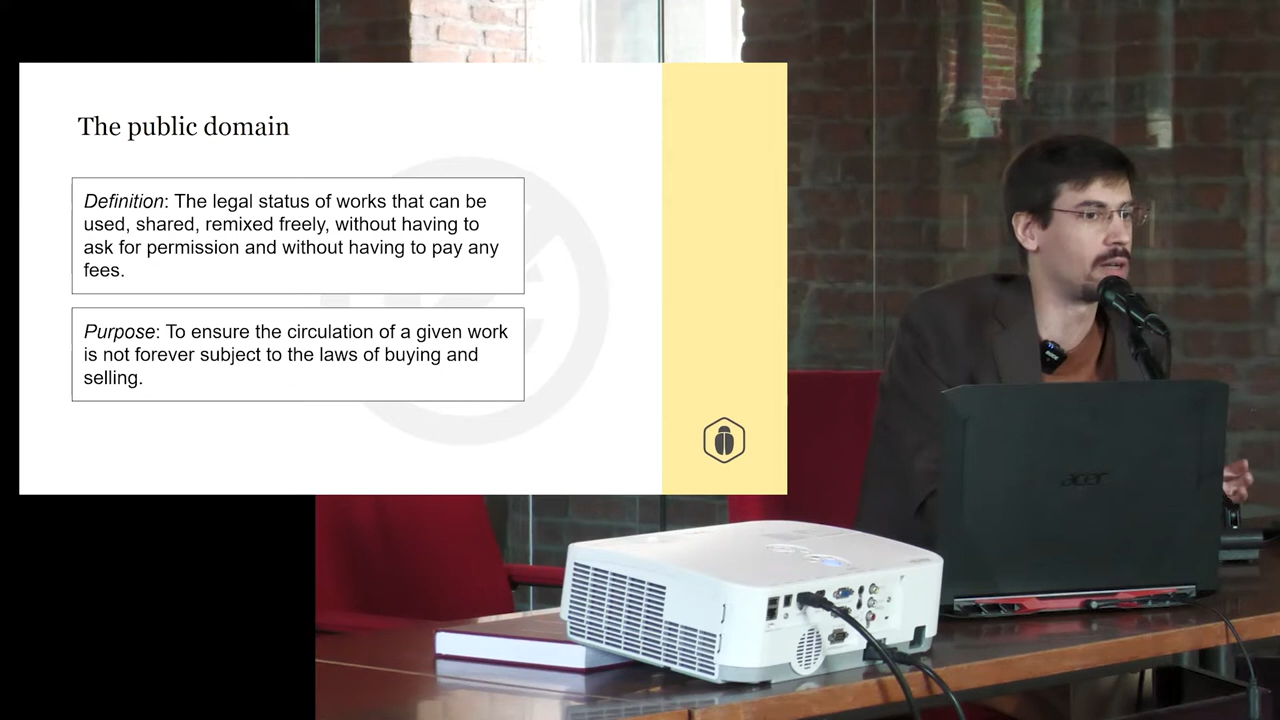 The public domain
Definition: The legal status of works that can be
used, shared, remixed freely, without having to
ask for permission and without having to pay any
fees.
Purpose: To ensure the circulation of a given work
is not forever subject to the laws of buying and
selling.
acer